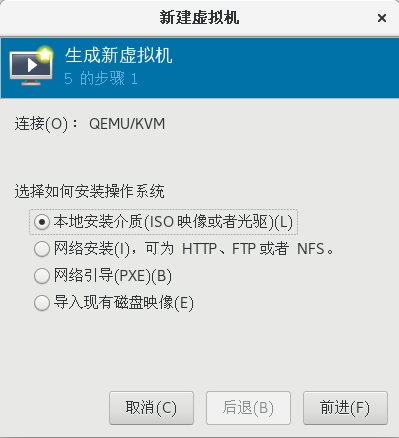 新建虚拟机
×
生成新虚拟机
5 的步骤 1
连接(O)： QEMU/KVM
选择如何安装操作系统
本地安装介质(ISO 映像或者光驱)(L)
网络安装(I)，可为 HTTP、FTP 或者 NFS。
网络引导(PXE)(B)
导入现有磁盘映像(E)
取消(C) 后退(B) 前进(F)